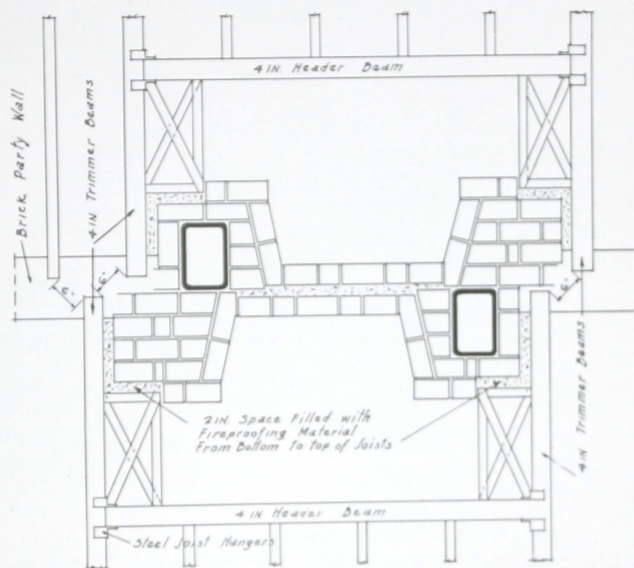 4 IN. Header Beam
Brick Party Wall
4 IN Trimmer Beams
6"
6"
6"
2 IN. Space Filled with
Fireproofing Material
From Bottom to top of Joists
4 IN Trimmer Beams
4 IN Header Beam
Steel Joist Hangers